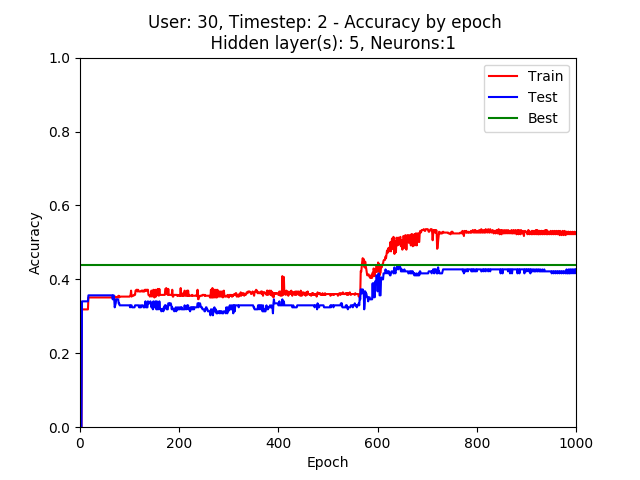 User: 30, Timestep: 2 - Accuracy by epoch
Hidden layer(s): 5, Neurons:1
Train
Test
Best
1.0
0.8
0.6
0.4
0.2
0.0
Accuracy
0 200 400 600 800 1000
Epoch